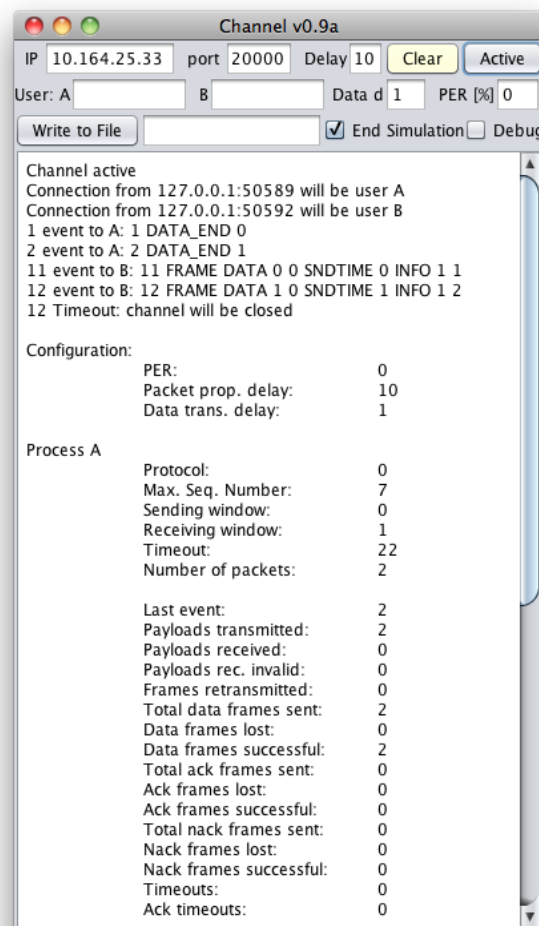 Channel v0.9a
IP 10.164.25.33 port 20000 Delay 10 Clear Active
User: A B Data d 1 PER [%] 0
Write to File End Simulation Debug
Channel active
Connection from 127.0.0.1:50589 will be user A
Connection from 127.0.0.1:50592 will be user B
1 event to A: 1 DATA_END 0
2 event to A: 2 DATA_END 1
11 event to B: 11 FRAME DATA 0 0 SNDTIME 0 INFO 1 1
12 event to B: 12 FRAME DATA 1 0 SNDTIME 1 INFO 1 2
12 Timeout: channel will be closed
Configuration:
PER: 0
Packet prop. delay: 10
Data trans. delay: 1
Process A
Protocol: 0
Max. Seq. Number: 7
Sending window: 0
Receiving window: 1
Timeout: 22
Number of packets: 2
Last event: 2
Payloads transmitted: 2
Payloads received: 0
Payloads rec. invalid: 0
Frames retransmitted: 0
Total data frames sent: 2
Data frames lost: 0
Data frames successful: 2
Total ack frames sent: 0
Ack frames lost: 0
Ack frames successful: 0
Total nack frames sent: 0
Nack frames lost: 0
Nack frames successful: 0
Timeouts: 0
Ack timeouts: 0